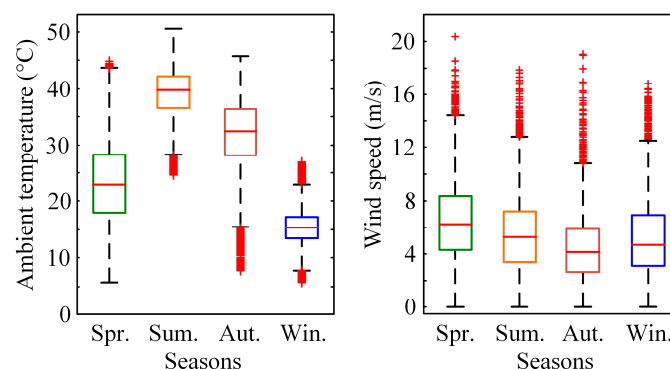 Ambient temperature (°C)
50
40
30
20
10
0
Spr. Sum. Aut. Win.
Seasons
Wind speed (m/s)
20
16
12
8
4
0
Spr. Sum. Aut. Win.
Seasons